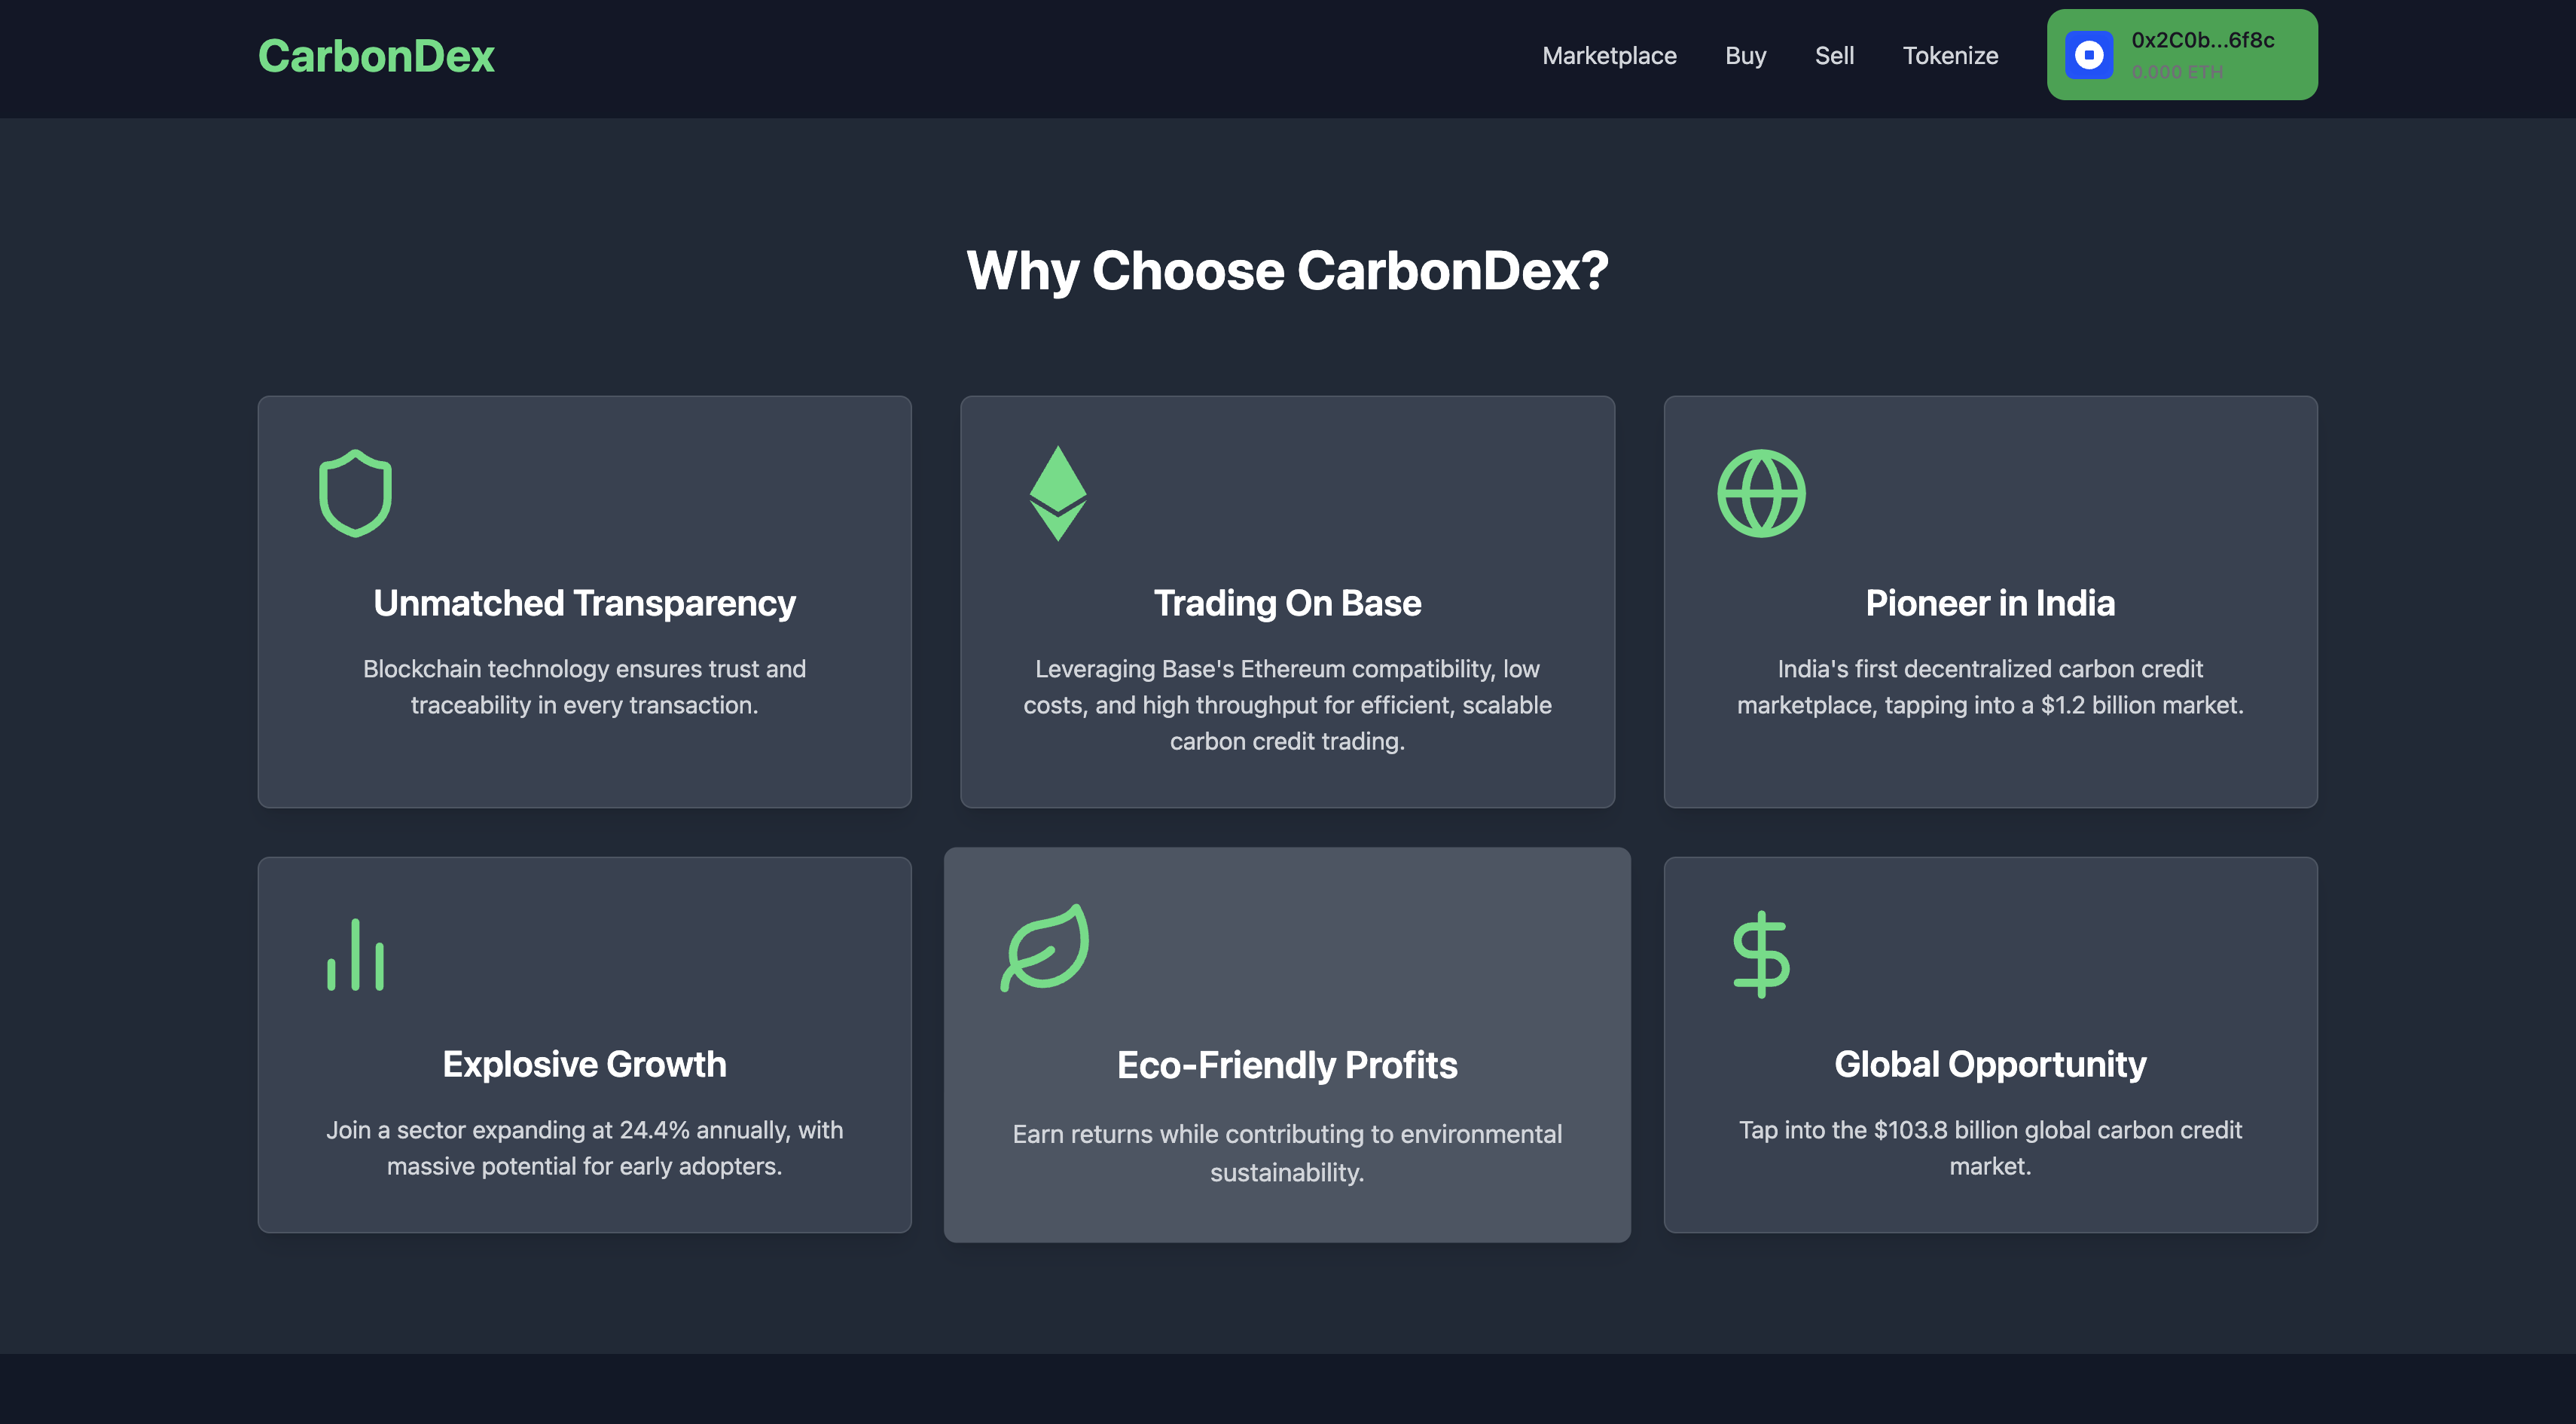 CarbonDex
Marketplace
Buy
Sell
Tokenize
0x2C0b...6f8c
0.000 ETH
Why Choose CarbonDex?
Unmatched Transparency
Blockchain technology ensures trust and
traceability in every transaction.
Trading On Base
Leveraging Base's Ethereum compatibility, low
costs, and high throughput for efficient, scalable
carbon credit trading.
Pioneer in India
India's first decentralized carbon credit
marketplace, tapping into a $1.2 billion market.
Explosive Growth
Join a sector expanding at 24.4% annually, with
massive potential for early adopters.
Eco-Friendly Profits
Earn returns while contributing to environmental
sustainability.
Global Opportunity
Tap into the $103.8 billion global carbon credit
market.